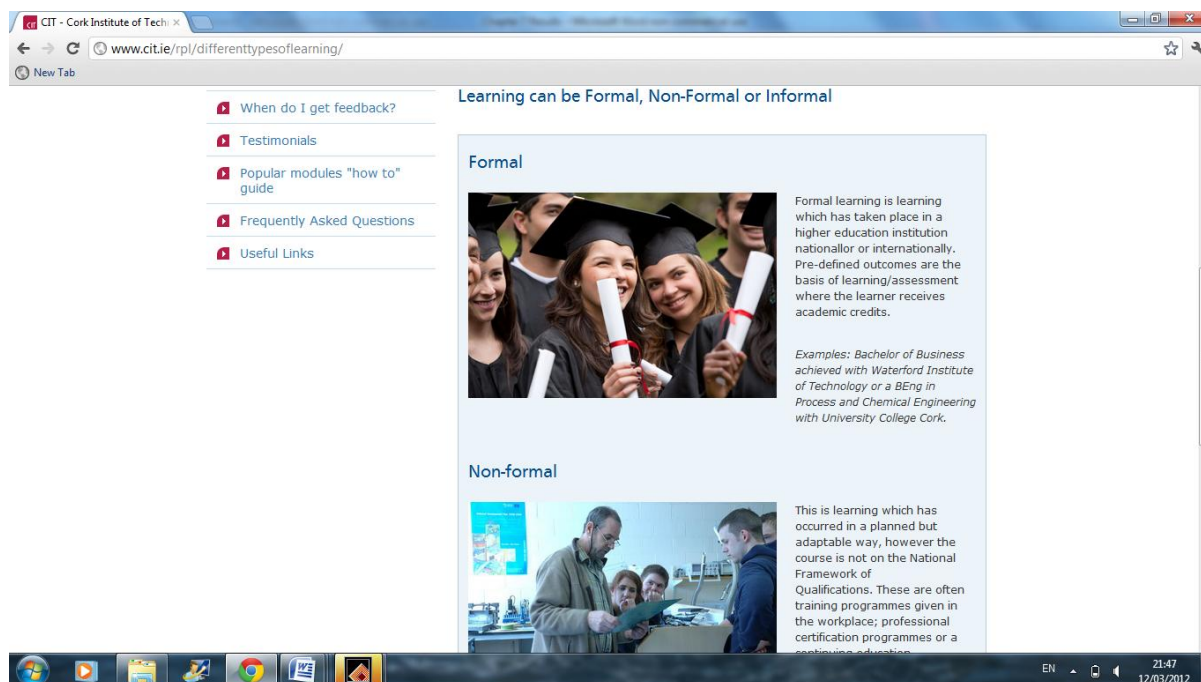 CIT - Cork Institute of Tech
www.cit.ie/rpl/differenttypesoflearning/
New Tab
When do I get feedback?
Testimonials
Popular modules "how to"
guide
Frequently Asked Questions
Useful Links
Learning can be Formal, Non-Formal or Informal
Formal
Formal learning is learning
which has taken place in a
higher education institution
nationallor or internationally.
Pre-defined outcomes are the
basis of learning/assessment
where the learner receives
academic credits.
Examples: Bachelor of Business
achieved with Waterford Institute
of Technology or a BEng in
Process and Chemical Engineering
with University College Cork.
Non-formal
This is learning which has
occurred in a planned but
adaptable way, however the
course is not on the National
Framework of
Qualifications. These are often
training programmes given in
the workplace; professional
certification programmes or a
continuing education
EN
21:47
12/03/2012